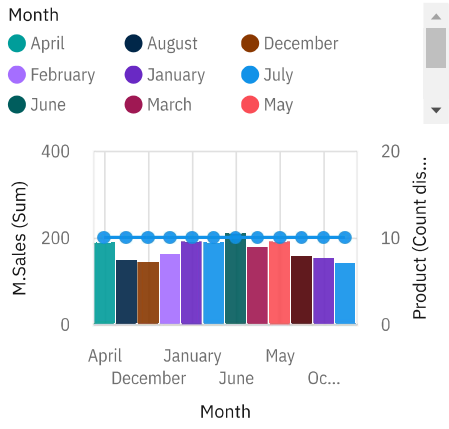 Month
April August December
February January July
June March May
400 20
200 10
0 0
M.Sales (Sum)
Product (Count dis...
April January May
December June Oc...
Month